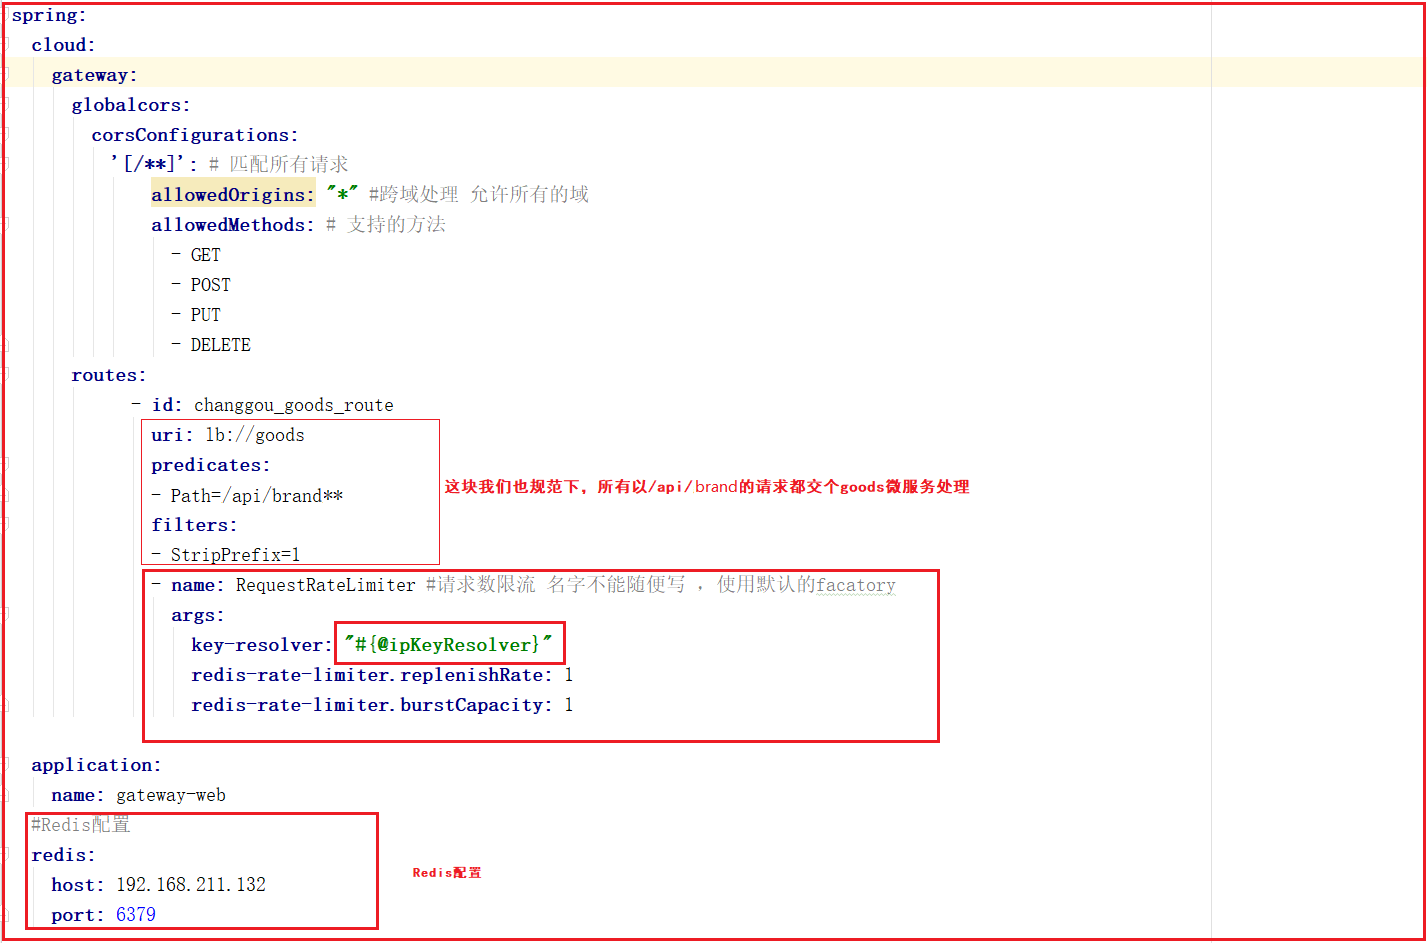 spring:
cloud:
gateway:
globalcors:
corsConfigurations:
'[/**]': # 匹配所有请求
allowedOrigins: "*" #跨域处理 允许所有的域
allowedMethods: # 支持的方法
- GET
- POST
- PUT
- DELETE
routes:
- id: changgou_goods_route
uri: lb://goods
predicates:
- Path=/api/brand**
这块我们也规范下，所有以/api/brand的请求都交个goods微服务处理
filters:
- StripPrefix=1
- name: RequestRateLimiter #请求数限流 名字不能随便写 ，使用默认的facatory
args:
key-resolver: "#{@ipKeyResolver}"
redis-rate-limiter.replenishRate: 1
redis-rate-limiter.burstCapacity: 1
application:
name: gateway-web
#Redis配置
redis:
Redis配置
host: 192.168.211.132
port: 6379